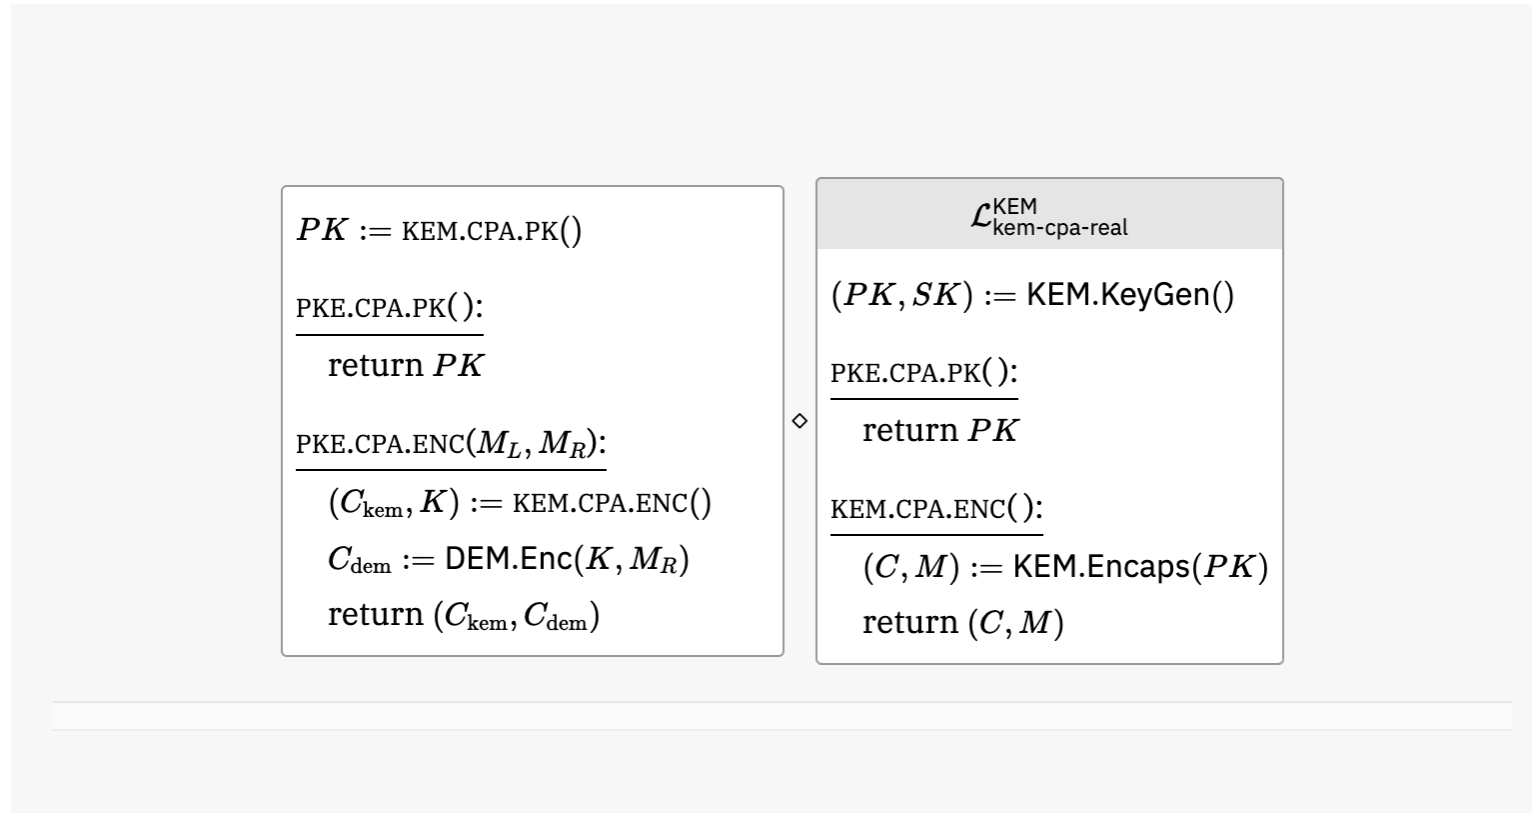 PK := KEM.CPA.PK()
PKE.CPA.PK():
return PK
PKE.CPA.ENC(M_L, M_R):
(C_kem, K) := KEM.CPA.ENC()
C_dem := DEM.Enc(K, M_R)
return (C_kem, C_dem)
⋄
ℒ^KEM_kem-cpa-real
(PK, SK) := KEM.KeyGen()
PKE.CPA.PK():
return PK
KEM.CPA.ENC():
(C, M) := KEM.Encaps(PK)
return (C, M)